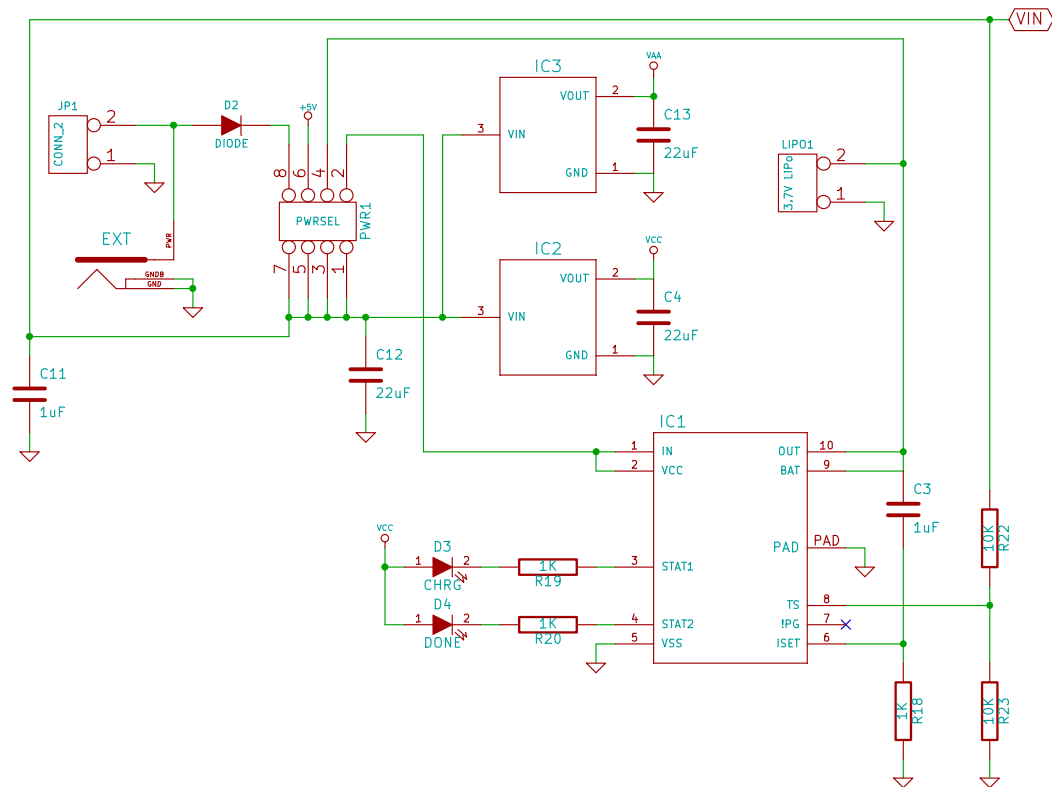 VIN
JP1
CONN_2
2
1
D2
DIODE
+5V
8
6
4
2
PWRSEL
PWR1
7
5
3
1
EXT
PWR
GNDB
GND
C11
1uF
C12
22uF
IC3
VOUT
2
3
VIN
GND
1
VAA
C13
22uF
IC2
VOUT
2
3
VIN
GND
1
VCC
C4
22uF
LIPO1
3.7V LiPo
2
1
IC1
1
IN
2
VCC
3
STAT1
4
STAT2
5
VSS
OUT
10
BAT
9
PAD
PAD
TS
8
!PG
7
ISET
6
VCC
D3
1
2
CHRG
D4
1
2
DONE
1K
R19
1K
R20
C3
1uF
10K
R22
1K
R18
10K
R23